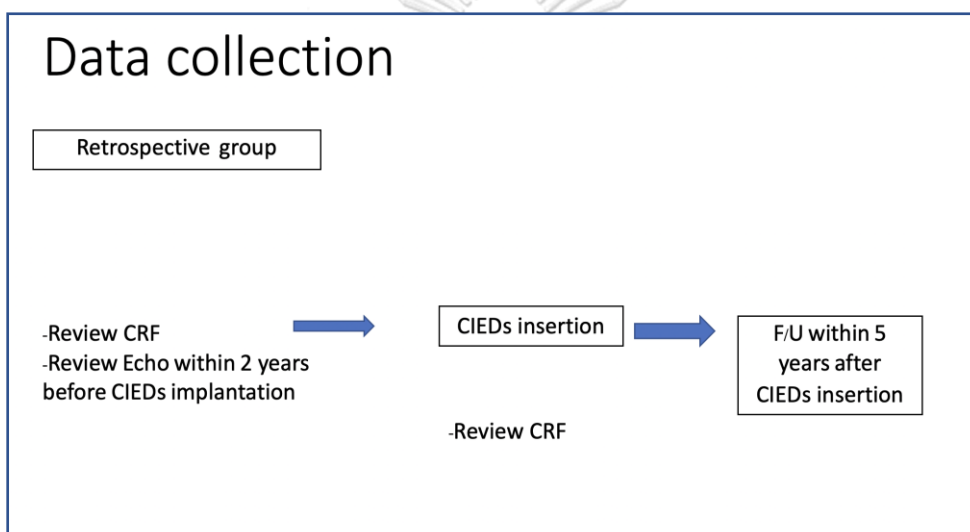 Data collection
Retrospective group
-Review CRF
-Review Echo within 2 years
before CIEDs implantation
CIEDs insertion
-Review CRF
F/U within 5
years after
CIEDs insertion